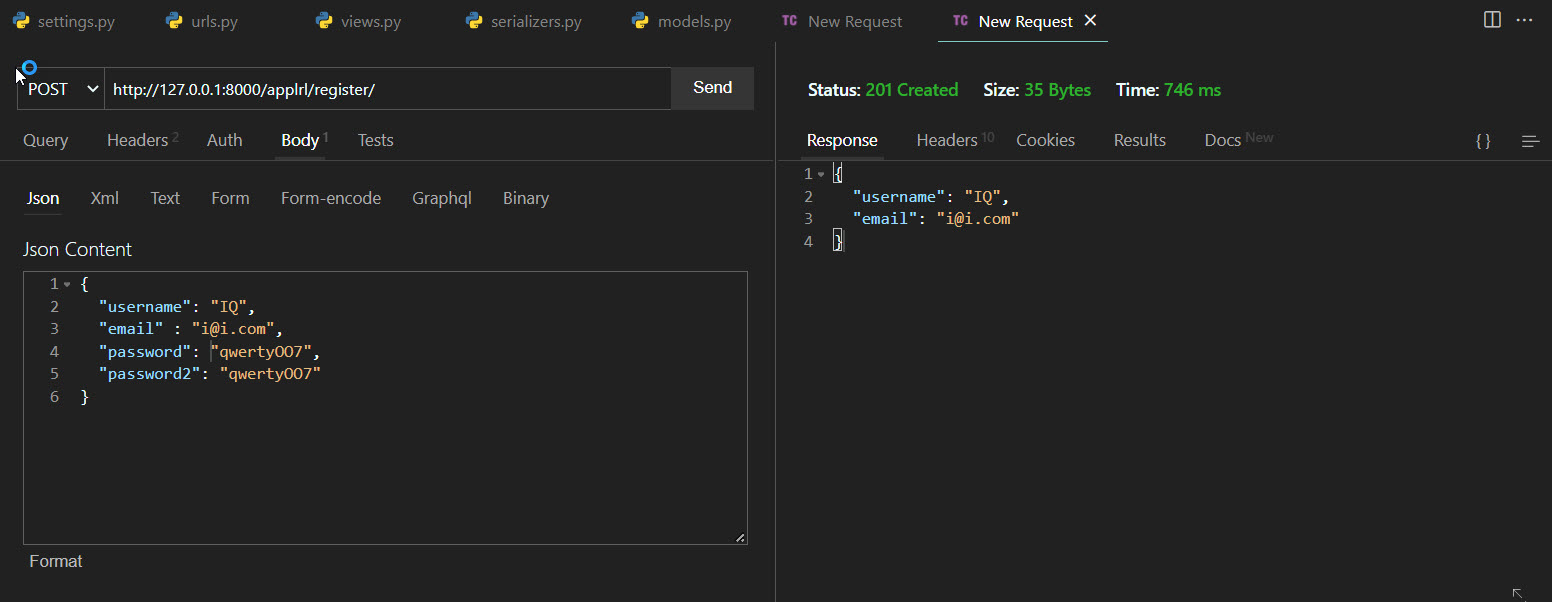 settings.py urls.py views.py serializers.py models.py TC New Request TC New Request
POST http://127.0.0.1:8000/applrl/register/ Send
Query Headers 2 Auth Body 1 Tests
Json Xml Text Form Form-encode Graphql Binary
Json Content
1 {
2 "username": "IQ",
3 "email" : "i@i.com",
4 "password": "qwertyOO7",
5 "password2": "qwertyOO7"
6 }
Format
Status: 201 Created Size: 35 Bytes Time: 746 ms
Response Headers 10 Cookies Results Docs New { }
1 {
2 "username": "IQ",
3 "email": "i@i.com"
4 }